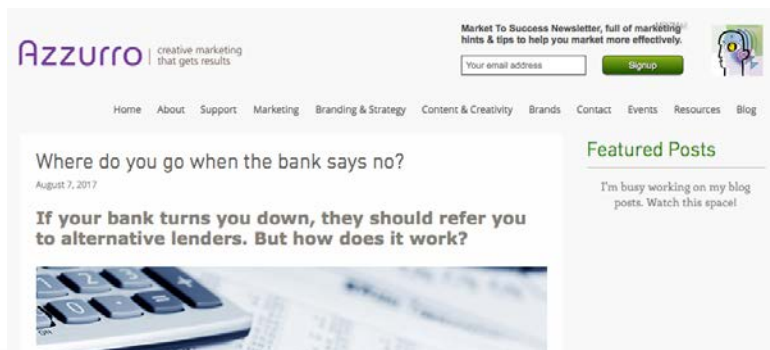 Market To Success Newsletter, full of marketing
hints & tips to help you market more effectively.
Azzurro
creative marketing
that gets results
Your email address
Signup
Home About Support Marketing Branding & Strategy Content & Creativity Brands Contact Events Resources Blog
Where do you go when the bank says no?
August 7, 2017
If your bank turns you down, they should refer you
to alternative lenders. But how does it work?
Featured Posts
I'm busy working on my blog
posts. Watch this space!